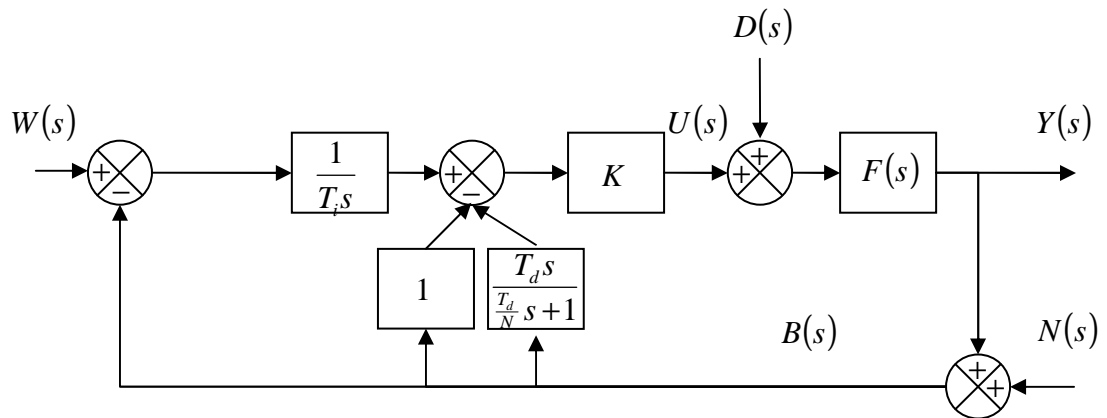 D(s)
W(s)
U(s)
Y(s)
+
−
1
T_i s
+
−
K
+
+
F(s)
1
T_d s
T_d
N
s + 1
B(s)
N(s)
+
+